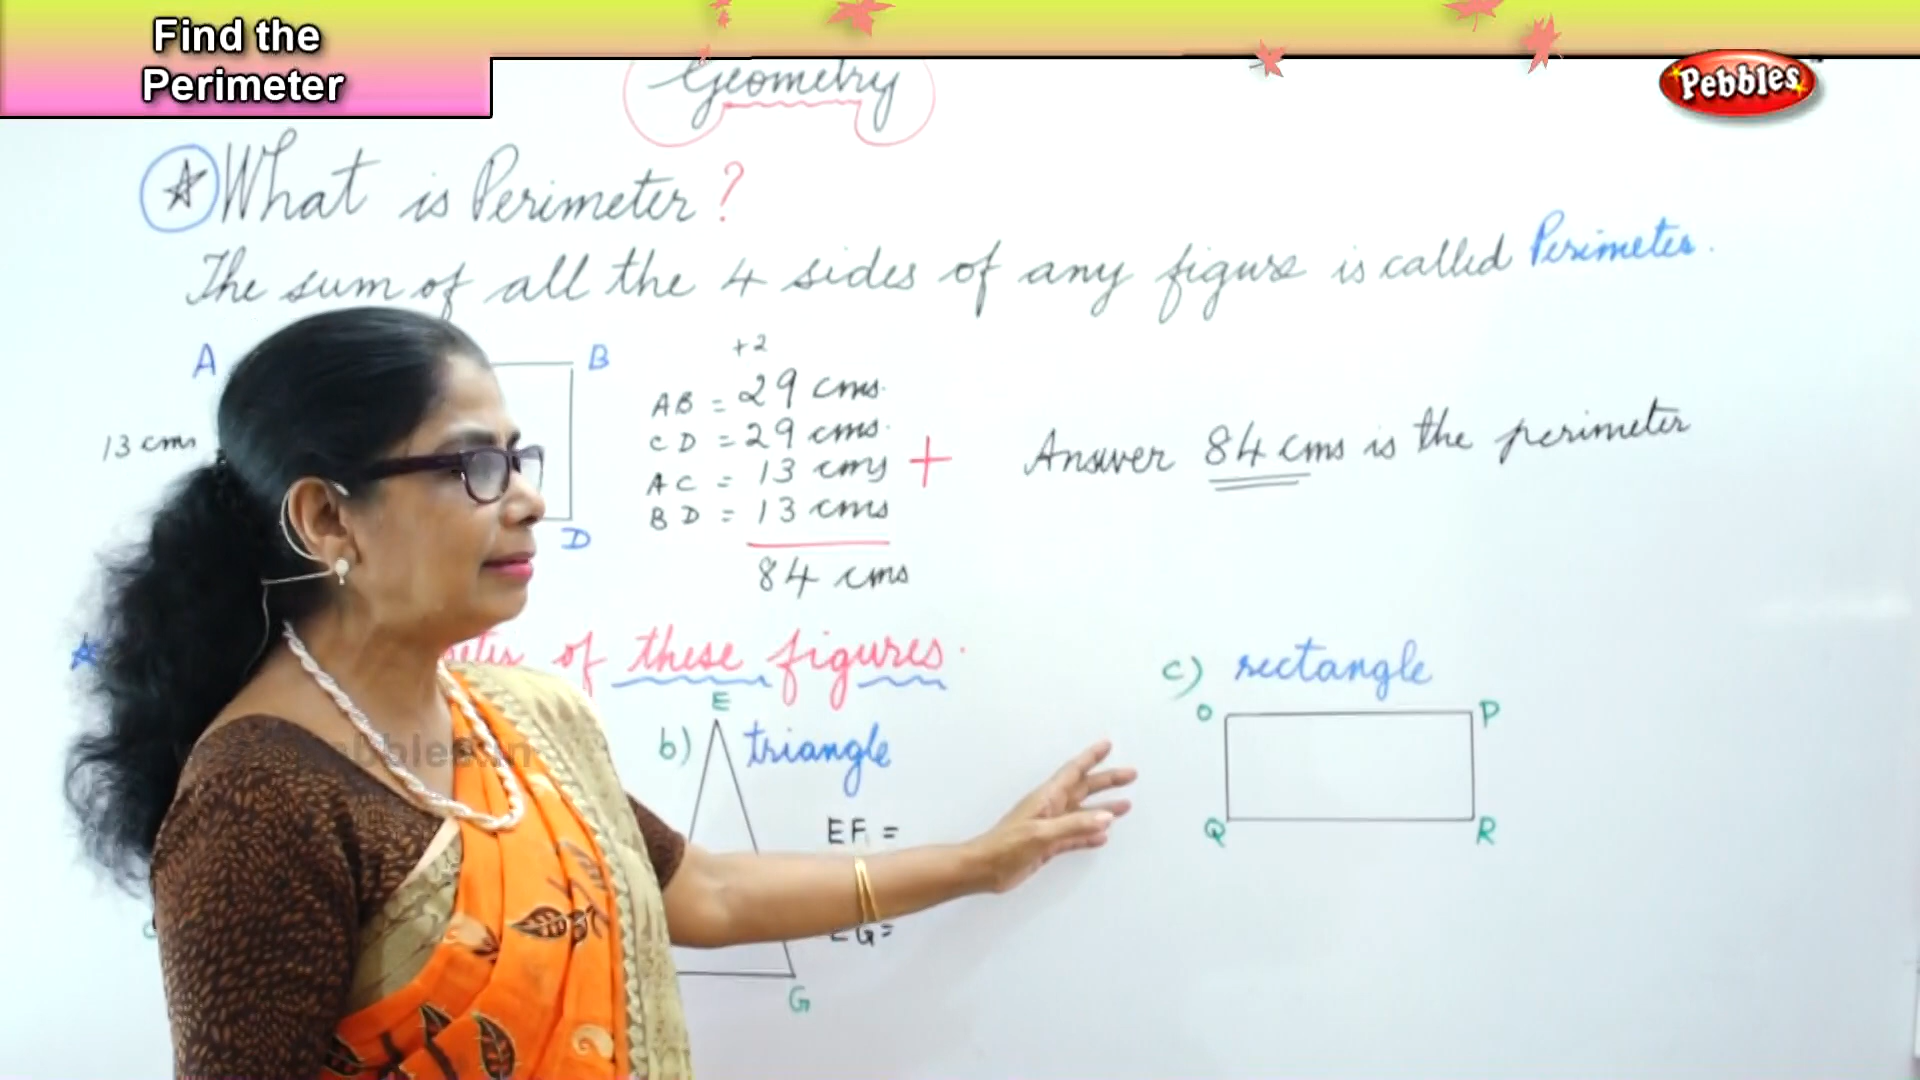 Find the
Perimeter
Pebbles
Geometry
What is Perimeter?
The sum of all the 4 sides of any figure is called Perimeter.
A
B
13 cms
D
+2
AB = 29 cms.
CD = 29 cms.
AC = 13 cms
BD = 13 cms
+
84 cms
Answer 84 cms is the perimeter
of these figures.
b) triangle
E
EF =
EG =
G
c) rectangle
O
P
Q
R